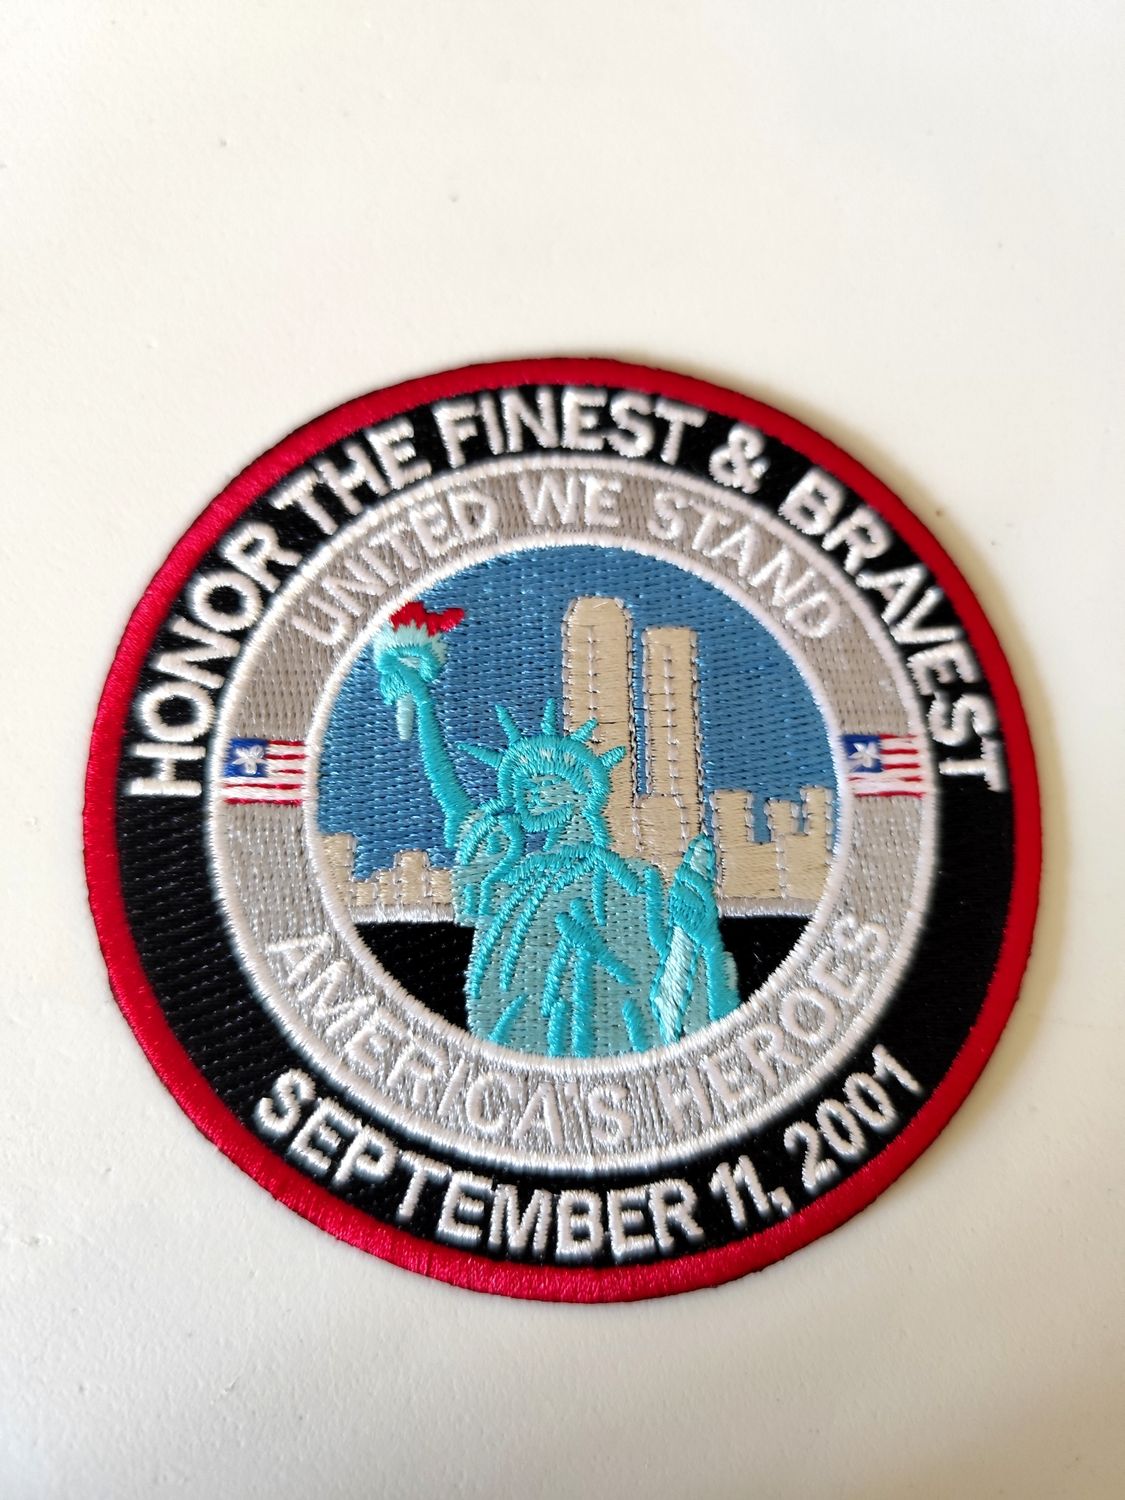 HONOR THE FINEST & BRAVEST
UNITED WE STAND
AMERICA'S HEROES
SEPTEMBER 11, 2001